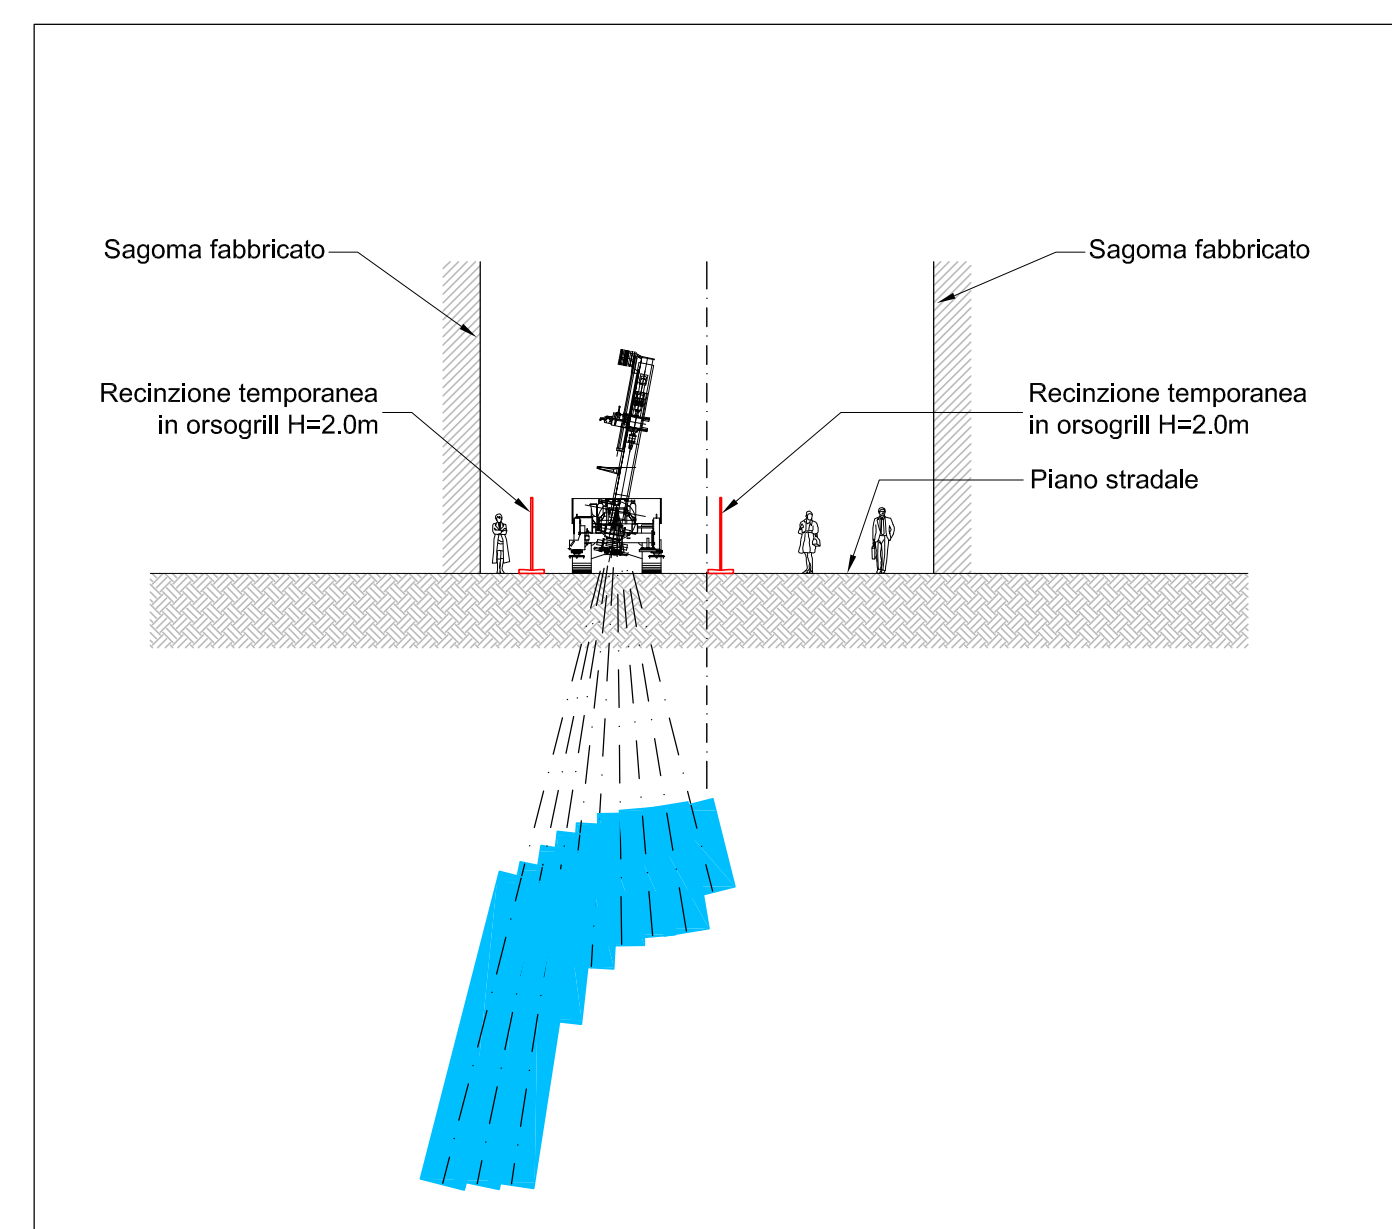 Sagoma fabbricato
Sagoma fabbricato
Recinzione temporanea
in orsogrill H=2.0m
Recinzione temporanea
in orsogrill H=2.0m
Piano stradale